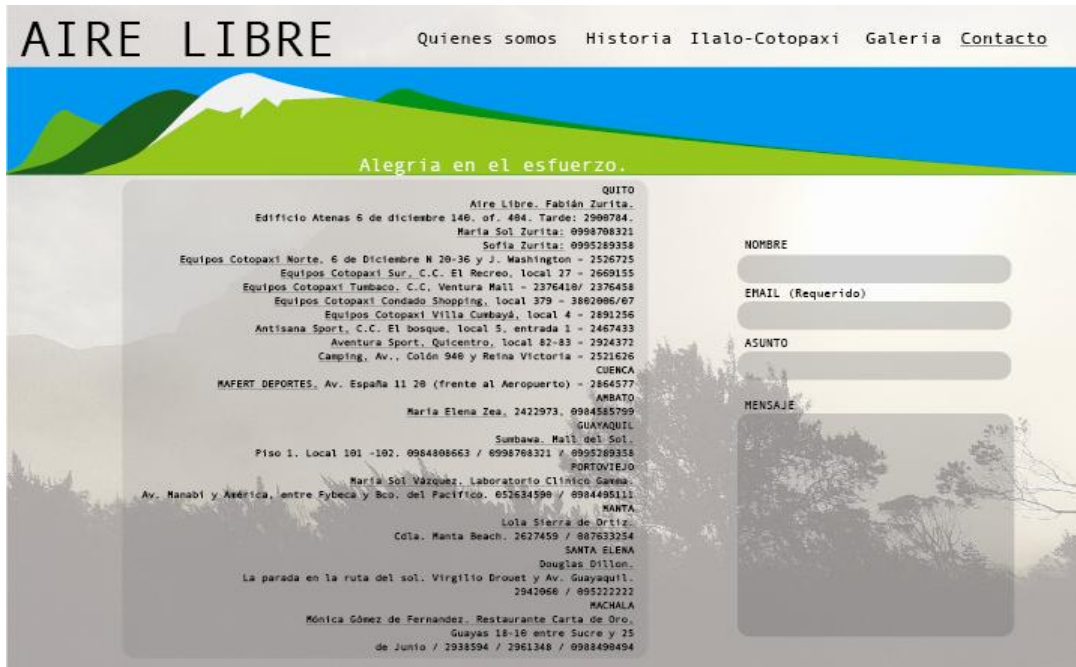 AIRE LIBRE
Quienes somos Historia Ilalo-Cotopaxi Galeria Contacto
Alegria en el esfuerzo.
QUITO
Aire Libre. Fabián Zurita.
Edificio Atenas 6 de diciembre 140. of. 404. Tarde: 2900784.
Maria Sol Zurita: 0998708321
Sofia Zurita: 0995289358
Equipos Cotopaxi Norte. 6 de Diciembre N 20-36 y J. Washington - 2526725
Equipos Cotopaxi Sur, C.C. El Recreo, local 27 - 2669155
Equipos Cotopaxi Tumbaco. C.C, Ventura Mall - 2376410/ 2376458
Equipos Cotopaxi Condado Shopping, local 379 - 3802006/07
Equipos Cotopaxi Villa Cumbayá, local 4 - 2891256
Antisana Sport, C.C. El bosque, local 5, entrada 1 - 2467433
Aventura Sport, Quicentro, local 82-83 - 2924372
Camping, Av., Colón 940 y Reina Victoria - 2521626
CUENCA
MAFERT DEPORTES, Av. España 11 20 (frente al Aeropuerto) - 2864577
AMBATO
Maria Elena Zea, 2422973, 0984585799
GUAYAQUIL
Sumbawa. Mall del Sol.
Piso 1. Local 101 -102. 0984808663 / 0998708321 / 0995289358
PORTOVIEJO
Maria Sol Vázquez. Laboratorio Clinico Gamma.
Av. Manabi y América, entre Fybeca y Bco. del Pacifico. 052634590 / 0984495111
MANTA
Lola Sierra de Ortiz.
Cdla. Manta Beach. 2627459 / 087633254
SANTA ELENA
Douglas Dillon.
La parada en la ruta del sol. Virgilio Drouet y Av. Guayaquil.
2942060 / 095222222
MACHALA
Mónica Gómez de Fernandez. Restaurante Carta de Oro,
Guayas 18-10 entre Sucre y 25
de Junio / 2938594 / 2961348 / 0988490494
NOMBRE
EMAIL (Requerido)
ASUNTO
MENSAJE